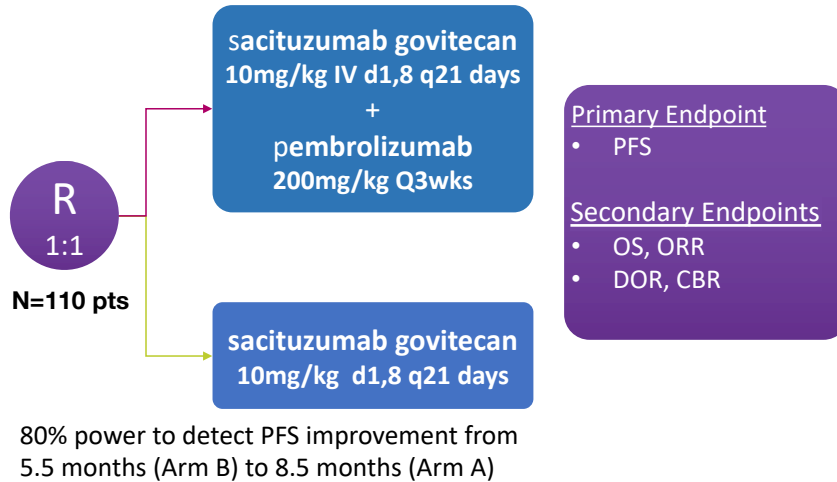 sacituzumab govitecan
10mg/kg IV d1,8 q21 days
+
pembrolizumab
200mg/kg Q3wks
R
1:1
N=110 pts
sacituzumab govitecan
10mg/kg  d1,8 q21 days
Primary Endpoint
• PFS
Secondary Endpoints
• OS, ORR
• DOR, CBR
80% power to detect PFS improvement from
5.5 months (Arm B) to 8.5 months (Arm A)